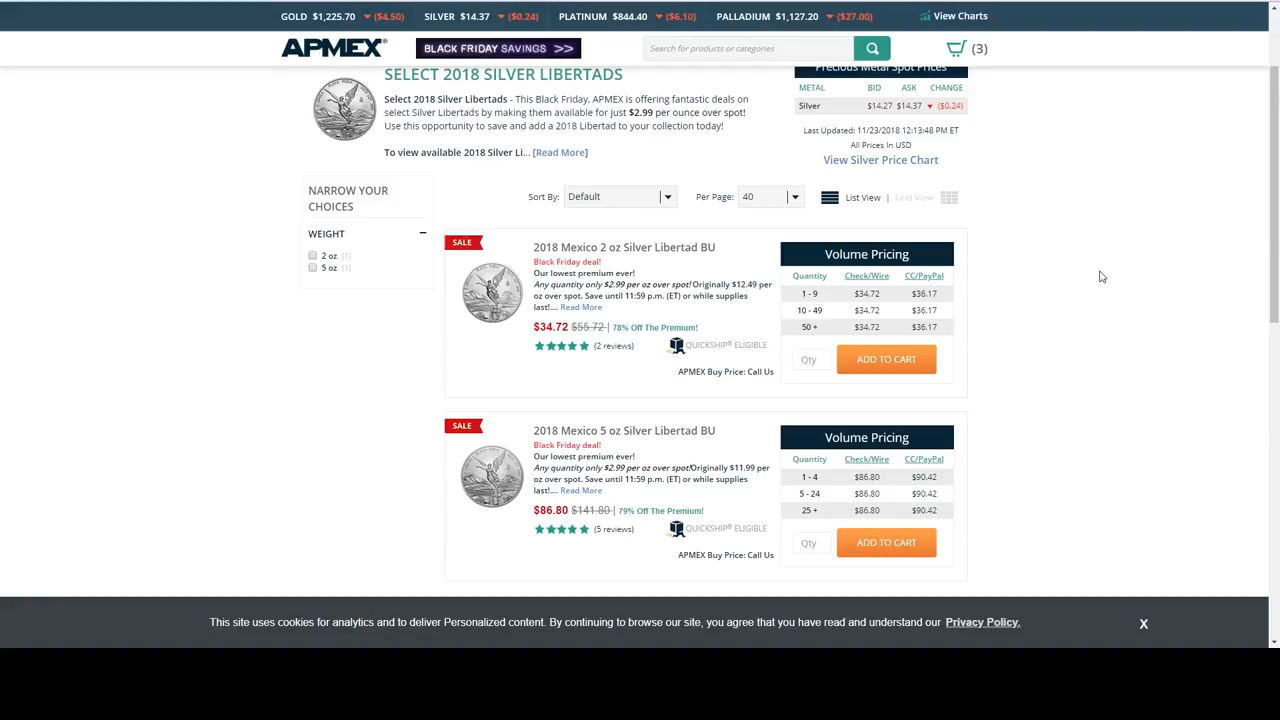 GOLD $1,225.70 ($4.50) SILVER $14.37 ($0.24) PLATINUM $844.40 ($6.10) PALLADIUM $1,127.20 ($27.00) View Charts
APMEX® BLACK FRIDAY SAVINGS >> Search for products or categories (3)
SELECT 2018 SILVER LIBERTADS
Select 2018 Silver Libertads - This Black Friday, APMEX is offering fantastic deals on
select Silver Libertads by making them available for just $2.99 per ounce over spot!
Use this opportunity to save and add a 2018 Libertad to your collection today!
To view available 2018 Silver Li... [Read More]
Precious Metal Spot Prices
METAL BID ASK CHANGE
Silver $14.27 $14.37 ($0.24)
Last Updated: 11/23/2018 12:13:48 PM ET
All Prices In USD
View Silver Price Chart
NARROW YOUR
CHOICES
WEIGHT −
2 oz (1)
5 oz (1)
Sort By: Default Per Page: 40 List View | Grid View
SALE
2018 Mexico 2 oz Silver Libertad BU
Black Friday deal!
Our lowest premium ever!
Any quantity only $2.99 per oz over spot! Originally $12.49 per
oz over spot. Save until 11:59 p.m. (ET) or while supplies
last!.... Read More
$34.72 $55.72 | 78% Off The Premium!
(2 reviews) QUICKSHIP® ELIGIBLE
APMEX Buy Price: Call Us
Volume Pricing
Quantity Check/Wire CC/PayPal
1 - 9 $34.72 $36.17
10 - 49 $34.72 $36.17
50 + $34.72 $36.17
Qty ADD TO CART
SALE
2018 Mexico 5 oz Silver Libertad BU
Black Friday deal!
Our lowest premium ever!
Any quantity only $2.99 per oz over spot!Originally $11.99 per
oz over spot. Save until 11:59 p.m. (ET) or while supplies
last!.... Read More
$86.80 $141.80 | 79% Off The Premium!
(5 reviews) QUICKSHIP® ELIGIBLE
APMEX Buy Price: Call Us
Volume Pricing
Quantity Check/Wire CC/PayPal
1 - 4 $86.80 $90.42
5 - 24 $86.80 $90.42
25 + $86.80 $90.42
Qty ADD TO CART
This site uses cookies for analytics and to deliver Personalized content. By continuing to browse our site, you agree that you have read and understand our Privacy Policy. X